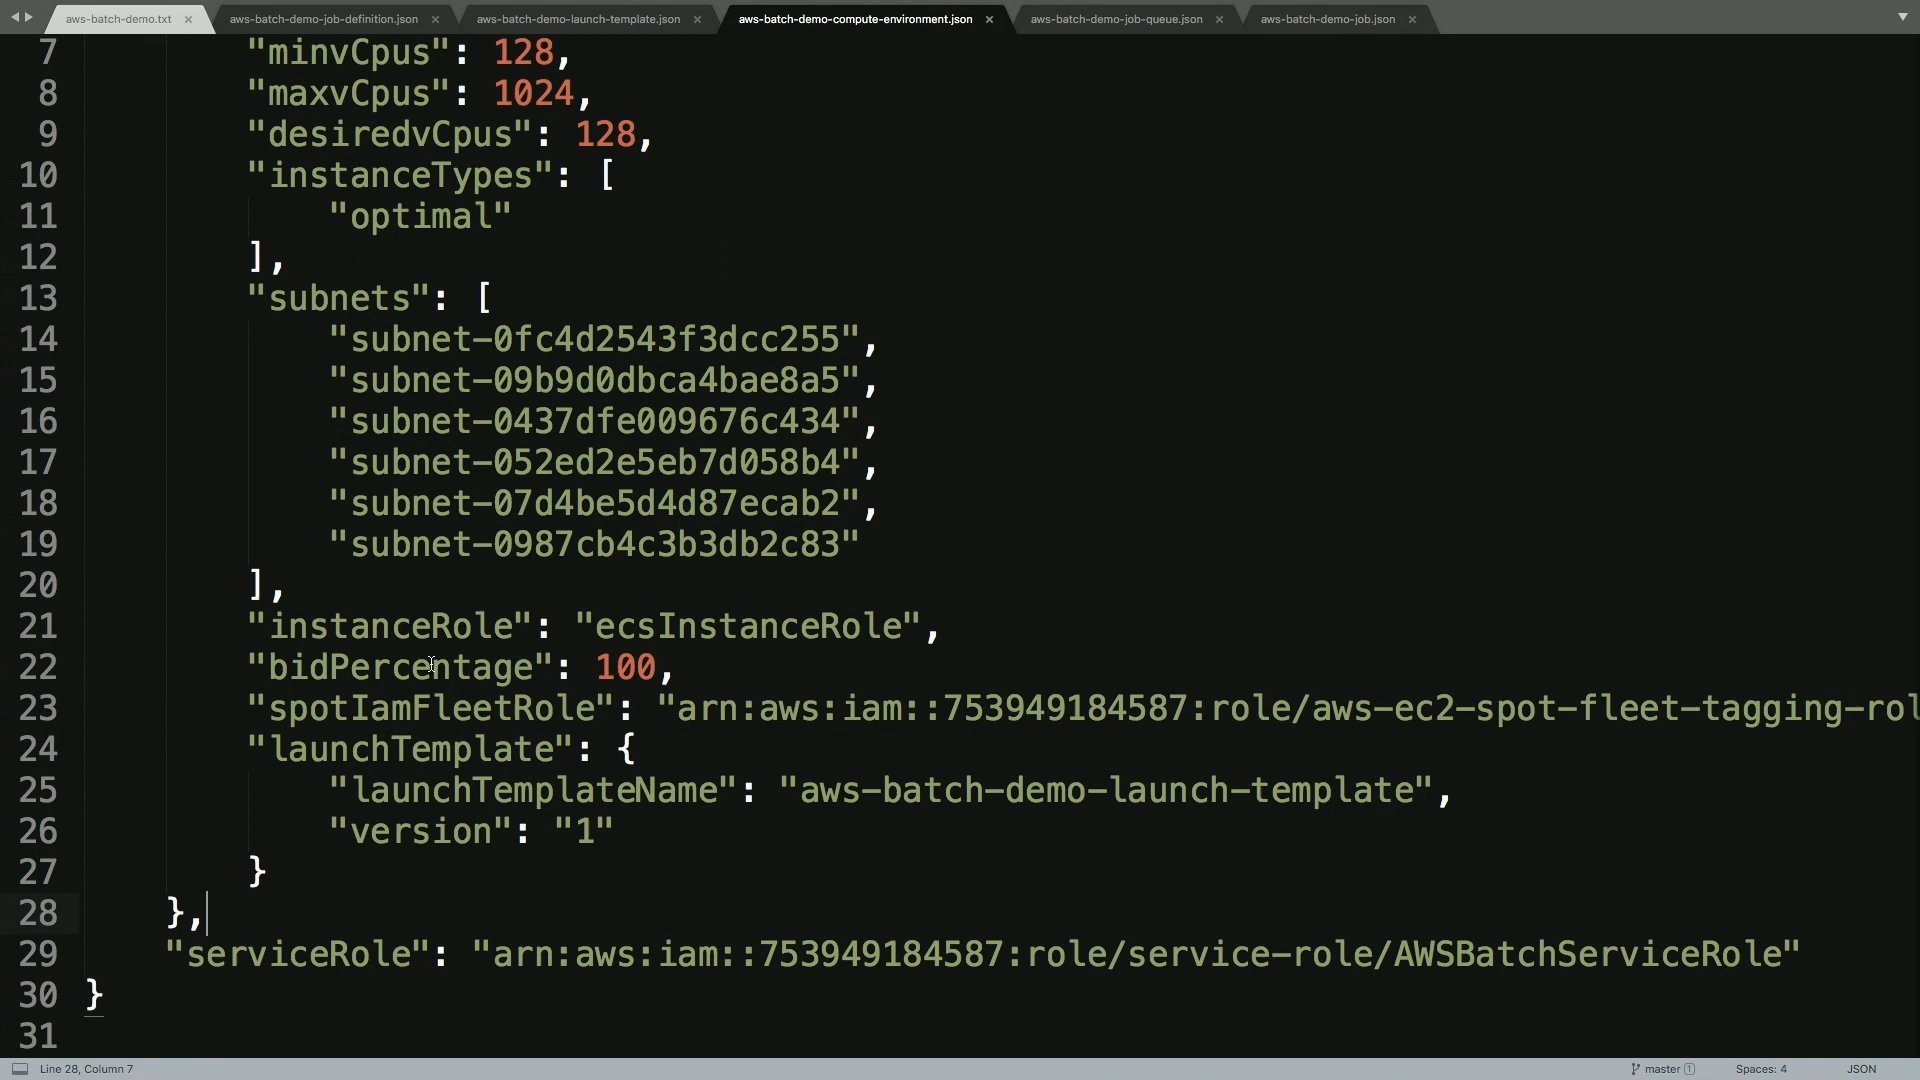 aws-batch-demo.txt × aws-batch-demo-job-definition.json × aws-batch-demo-launch-template.json × aws-batch-demo-compute-environment.json × aws-batch-demo-job-queue.json × aws-batch-demo-job.json ×
7 "minvCpus": 128,
8 "maxvCpus": 1024,
9 "desiredvCpus": 128,
10 "instanceTypes": [
11 "optimal"
12 ],
13 "subnets": [
14 "subnet-0fc4d2543f3dcc255",
15 "subnet-09b9d0dbca4bae8a5",
16 "subnet-0437dfe009676c434",
17 "subnet-052ed2e5eb7d058b4",
18 "subnet-07d4be5d4d87ecab2",
19 "subnet-0987cb4c3b3db2c83"
20 ],
21 "instanceRole": "ecsInstanceRole",
22 "bidPercentage": 100,
23 "spotIamFleetRole": "arn:aws:iam::753949184587:role/aws-ec2-spot-fleet-tagging-rol
24 "launchTemplate": {
25 "launchTemplateName": "aws-batch-demo-launch-template",
26 "version": "1"
27 }
28 },
29 "serviceRole": "arn:aws:iam::753949184587:role/service-role/AWSBatchServiceRole"
30 }
31
Line 28, Column 7 master 1 Spaces: 4 JSON